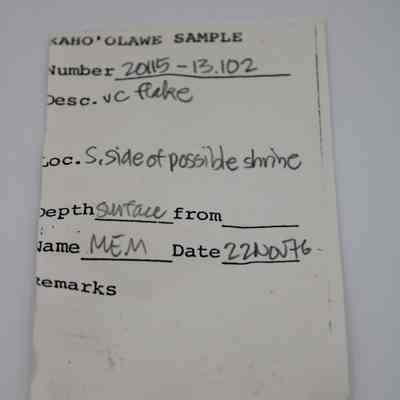 KAHO'OLAWE SAMPLE
Number 20115-13.102
Desc. VC flake
Loc. S. side of possible shrine
Depth surface from
Name MEM Date 22NOV76
Remarks